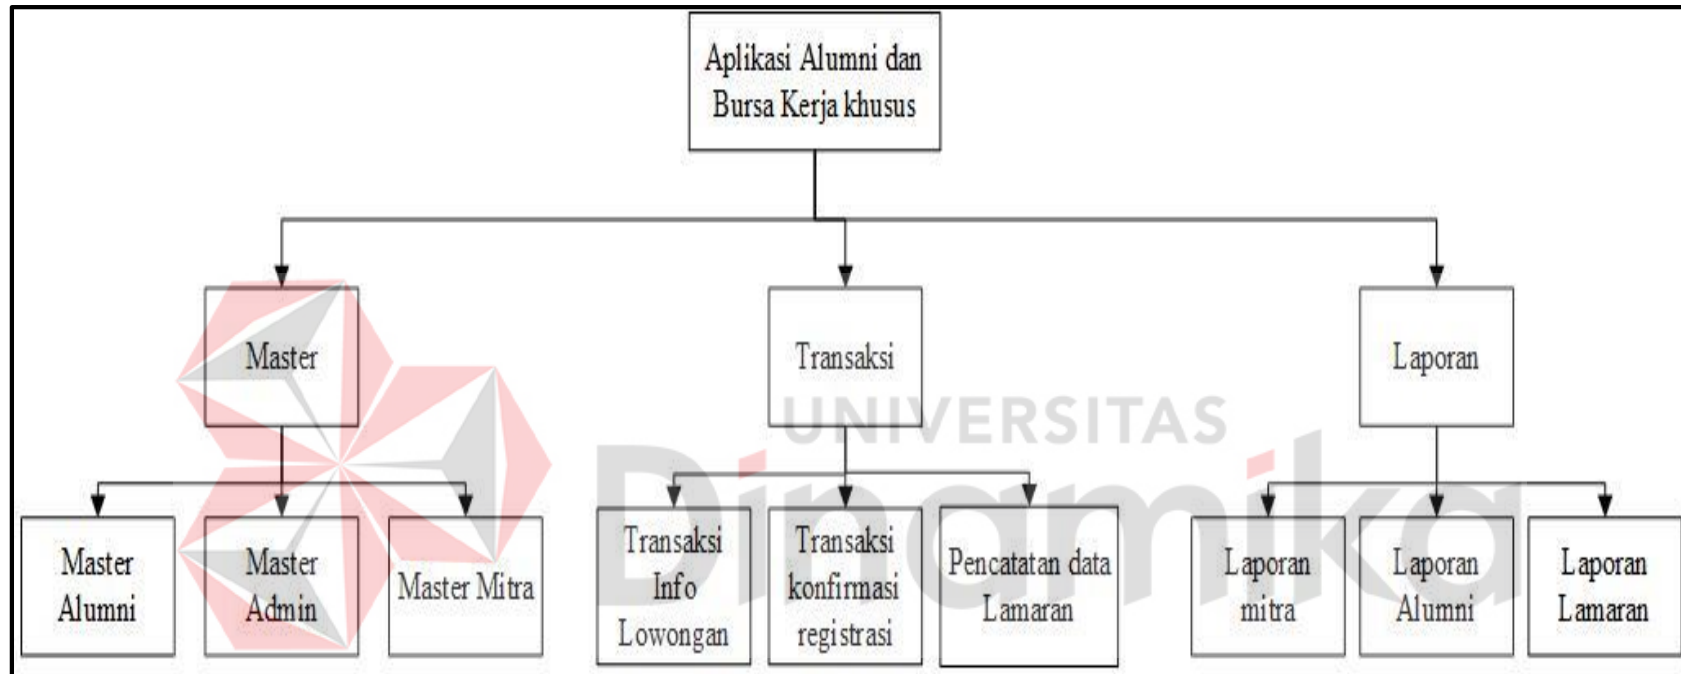 Aplikasi Alumni dan
Bursa Kerja khusus
Master
Transaksi
Laporan
UNIVERSITAS
Dinamika
Master
Alumni
Master
Admin
Master Mitra
Transaksi
Info
Lowongan
Transaksi
konfirmasi
registrasi
Pencatatan data
Lamaran
Laporan
mitra
Laporan
Alumni
Laporan
Lamaran